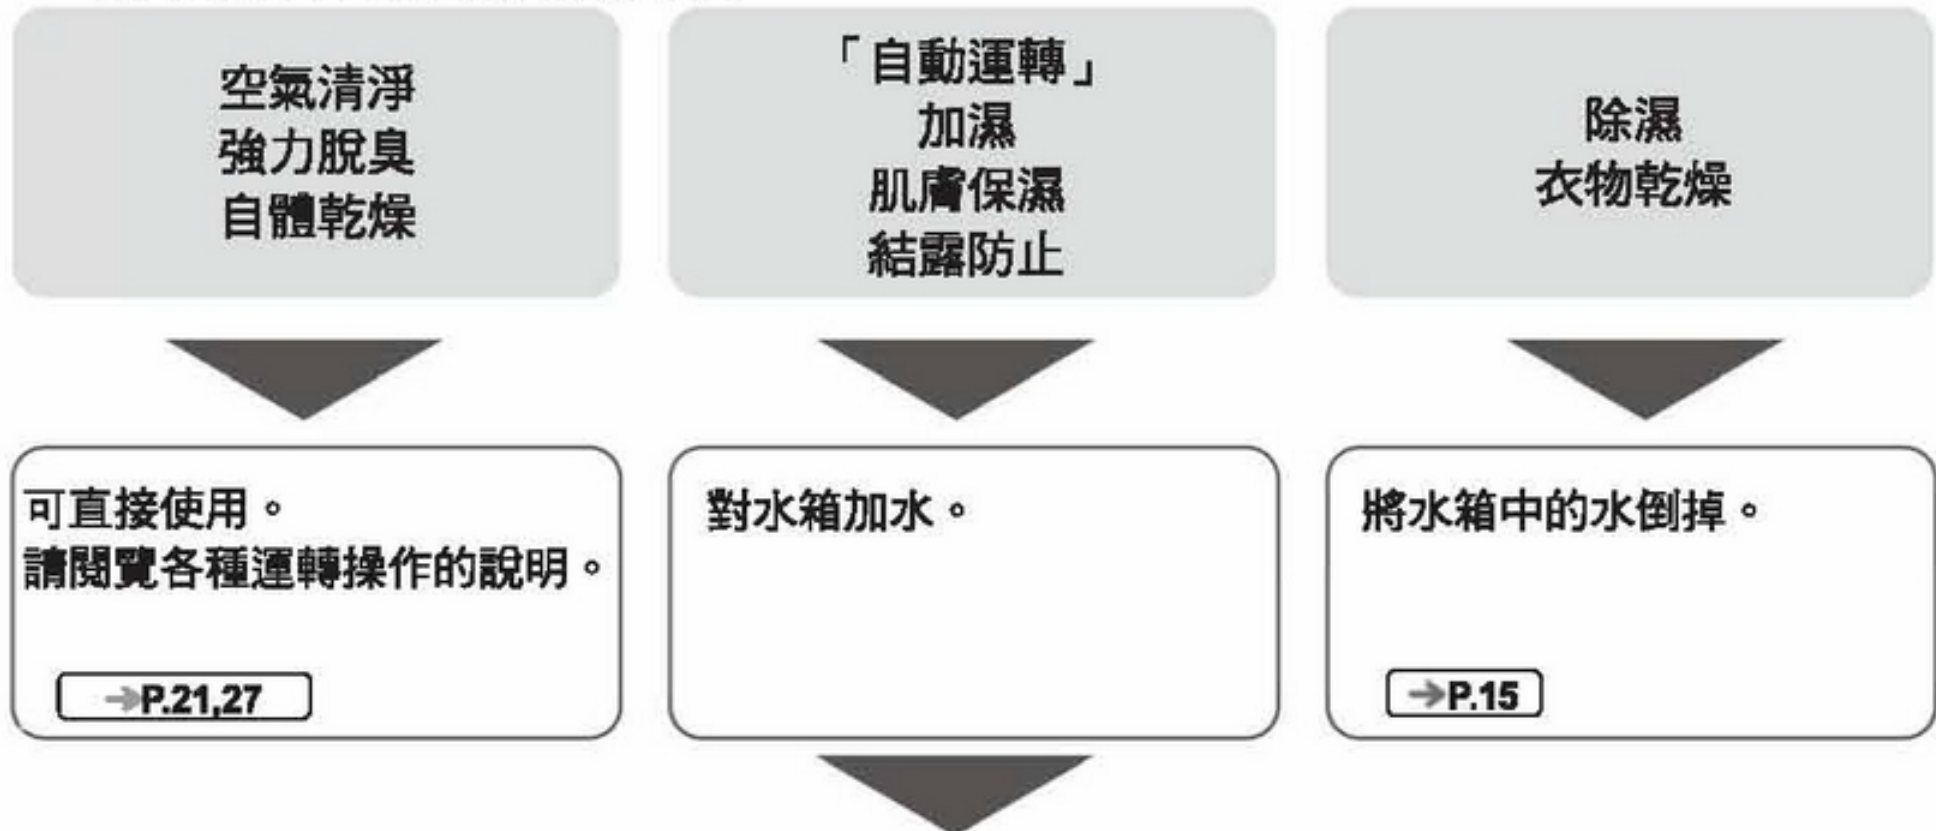 空氣清淨
強力脫臭
自體乾燥
「自動運轉」
加濕
肌膚保濕
結露防止
除濕
衣物乾燥
可直接使用。
請閱覽各種運轉操作的說明。
→P.21,27
對水箱加水。
將水箱中的水倒掉。
→P.15